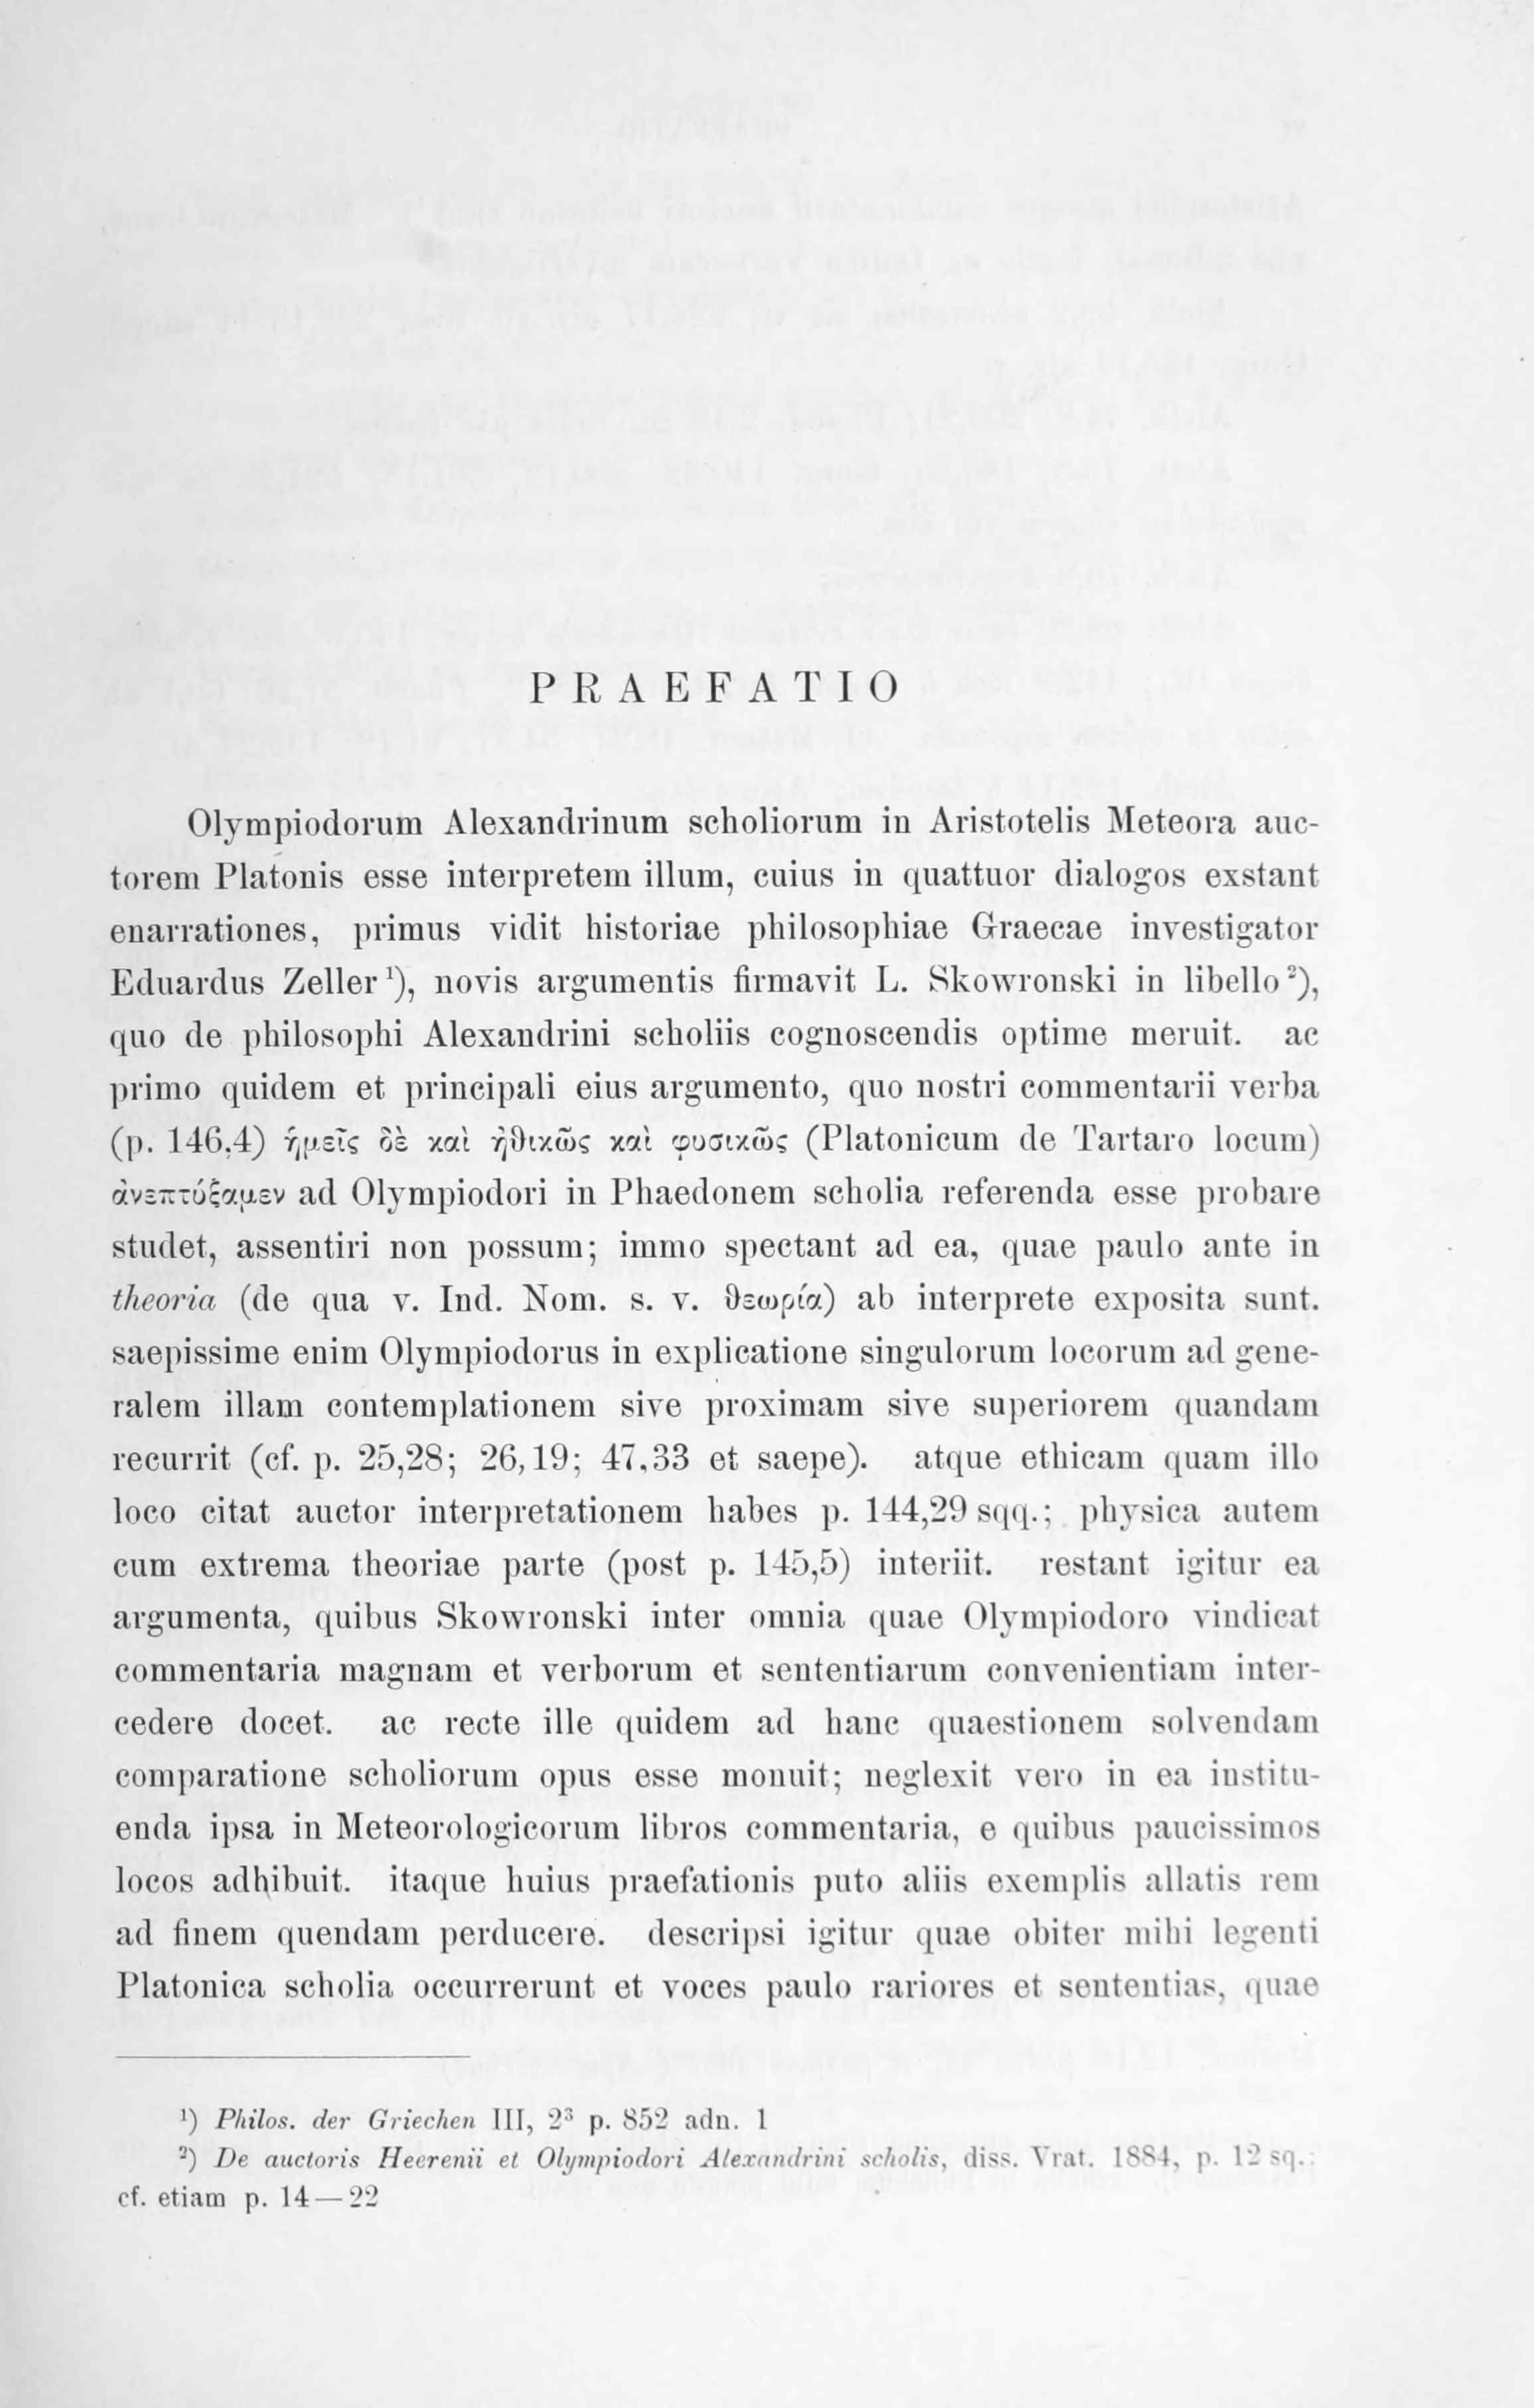 PRAEFATIO
Olympiodorum Alexandrinum scholiorum in Aristotelis Meteora auc-
torem Platonis esse interpretem illum, cuius in quattuor dialogos exstant
enarrationes, primus vidit historiae philosophiae Graecae investigator
Eduardus Zeller ¹), novis argumentis firmavit L. Skowronski in libello ²),
quo de philosophi Alexandrini scholiis cognoscendis optime meruit. ac
primo quidem et principali eius argumento, quo nostri commentarii verba
(p. 146,4) ἡμεῖς δὲ καὶ ἠθικῶς καὶ φυσικῶς (Platonicum de Tartaro locum)
ἀνεπτύξαμεν ad Olympiodori in Phaedonem scholia referenda esse probare
studet, assentiri non possum; immo spectant ad ea, quae paulo ante in
theoria (de qua v. Ind. Nom. s. v. θεωρία) ab interprete exposita sunt.
saepissime enim Olympiodorus in explicatione singulorum locorum ad gene-
ralem illam contemplationem sive proximam sive superiorem quandam
recurrit (cf. p. 25,28; 26,19; 47,33 et saepe). atque ethicam quam illo
loco citat auctor interpretationem habes p. 144,29 sqq.; physica autem
cum extrema theoriae parte (post p. 145,5) interiit. restant igitur ea
argumenta, quibus Skowronski inter omnia quae Olympiodoro vindicat
commentaria magnam et verborum et sententiarum convenientiam inter-
cedere docet. ac recte ille quidem ad hanc quaestionem solvendam
comparatione scholiorum opus esse monuit; neglexit vero in ea institu-
enda ipsa in Meteorologicorum libros commentaria, e quibus paucissimos
locos adhibuit. itaque huius praefationis puto aliis exemplis allatis rem
ad finem quendam perducere. descripsi igitur quae obiter mihi legenti
Platonica scholia occurrerunt et voces paulo rariores et sententias, quae
¹) Philos. der Griechen III, 2³ p. 852 adn. 1
²) De auctoris Heerenii et Olympiodori Alexandrini scholis, diss. Vrat. 1884, p. 12 sq.:
cf. etiam p. 14—22